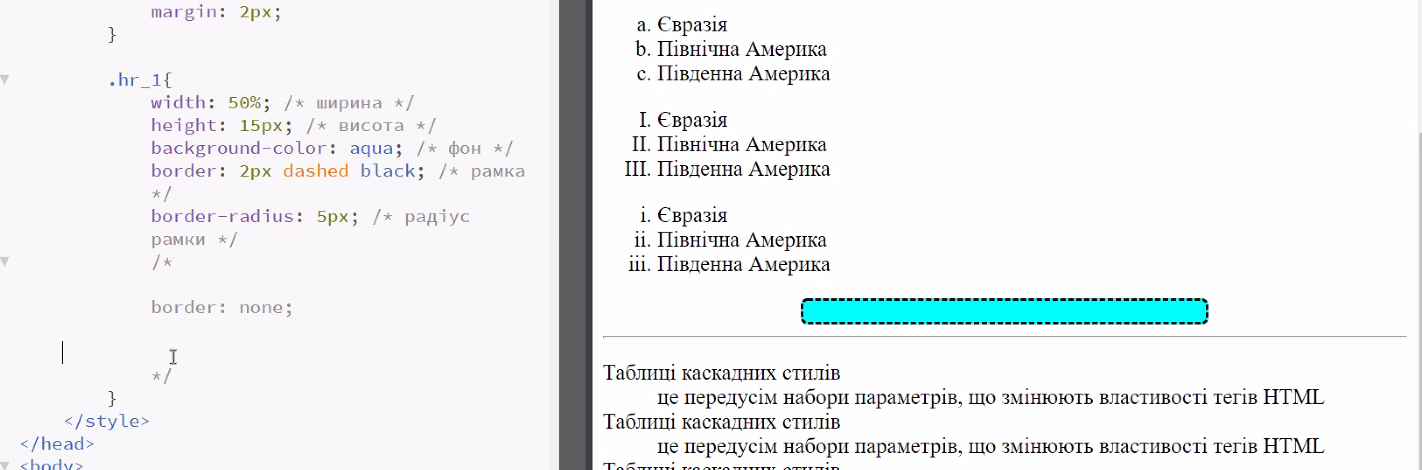 margin: 2px;
}
.hr_1{
width: 50%; /* ширина */
height: 15px; /* висота */
background-color: aqua; /* фон */
border: 2px dashed black; /* рамка
*/
border-radius: 5px; /* радіус
рамки */
/*
border: none;
*/
}
</style>
</head>
<body>
a. Євразія
b. Північна Америка
c. Південна Америка
I. Євразія
II. Північна Америка
III. Південна Америка
i. Євразія
ii. Північна Америка
iii. Південна Америка
Таблиці каскадних стилів
це передусім набори параметрів, що змінюють властивості тегів HTML
Таблиці каскадних стилів
це передусім набори параметрів, що змінюють властивості тегів HTML
Таблиці каскадних стилів